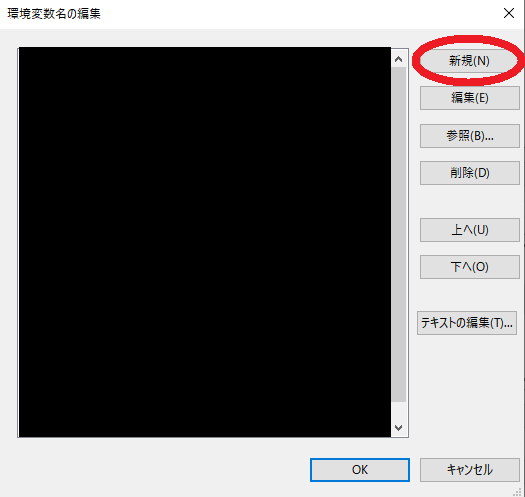 環境変数名の編集
新規(N)
編集(E)
参照(B)...
削除(D)
上へ(U)
下へ(O)
テキストの編集(T)...
OK
キャンセル